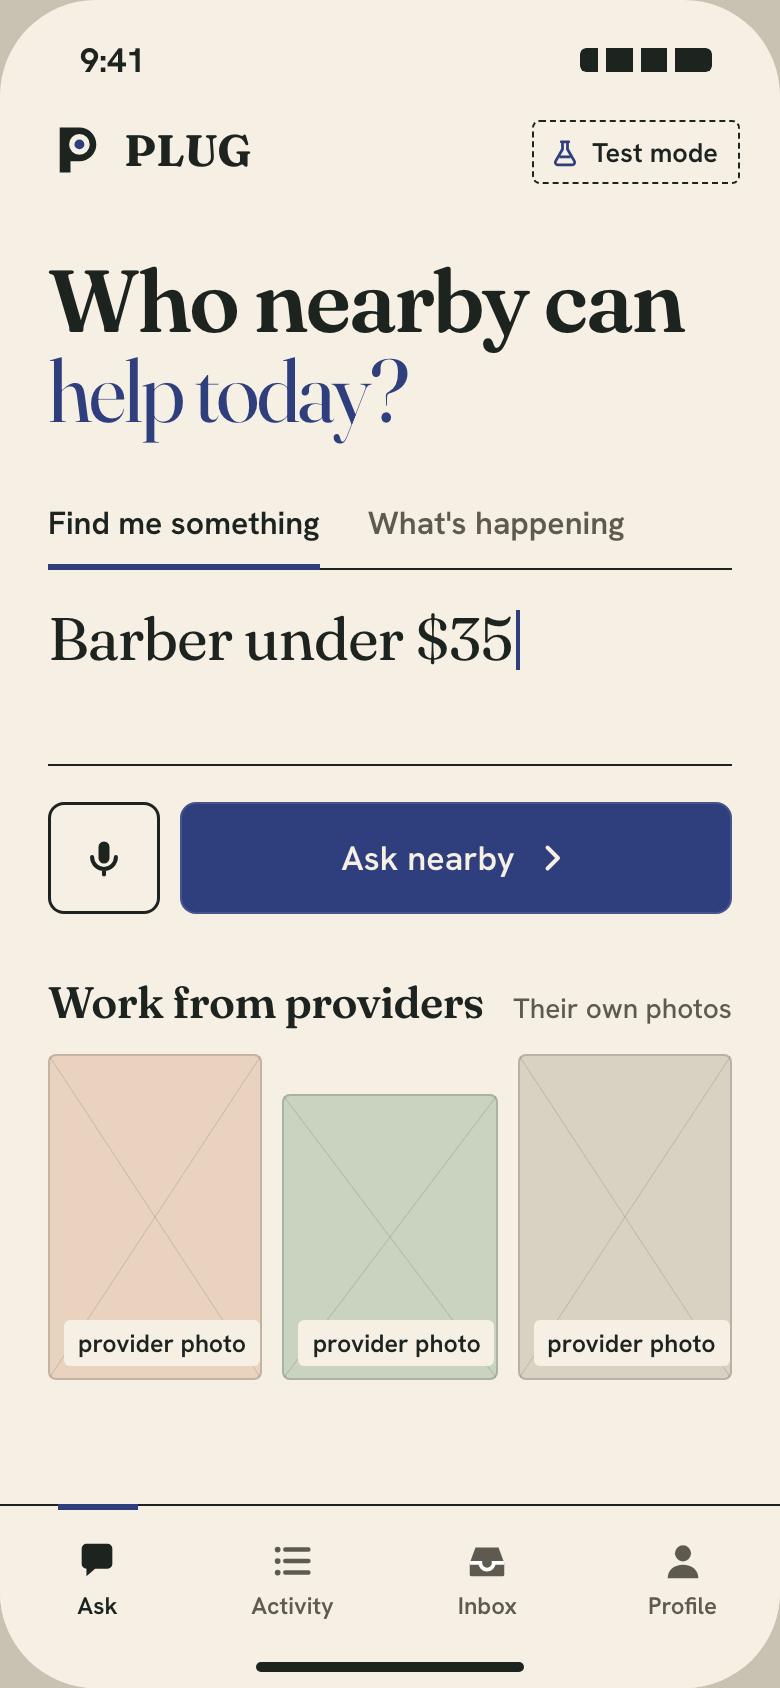 9:41
PLUG
Test mode
Who nearby can
help today?
Find me something
What's happening
Barber under $35
Ask nearby
Work from providers
Their own photos
provider photo
provider photo
provider photo
Ask
Activity
Inbox
Profile